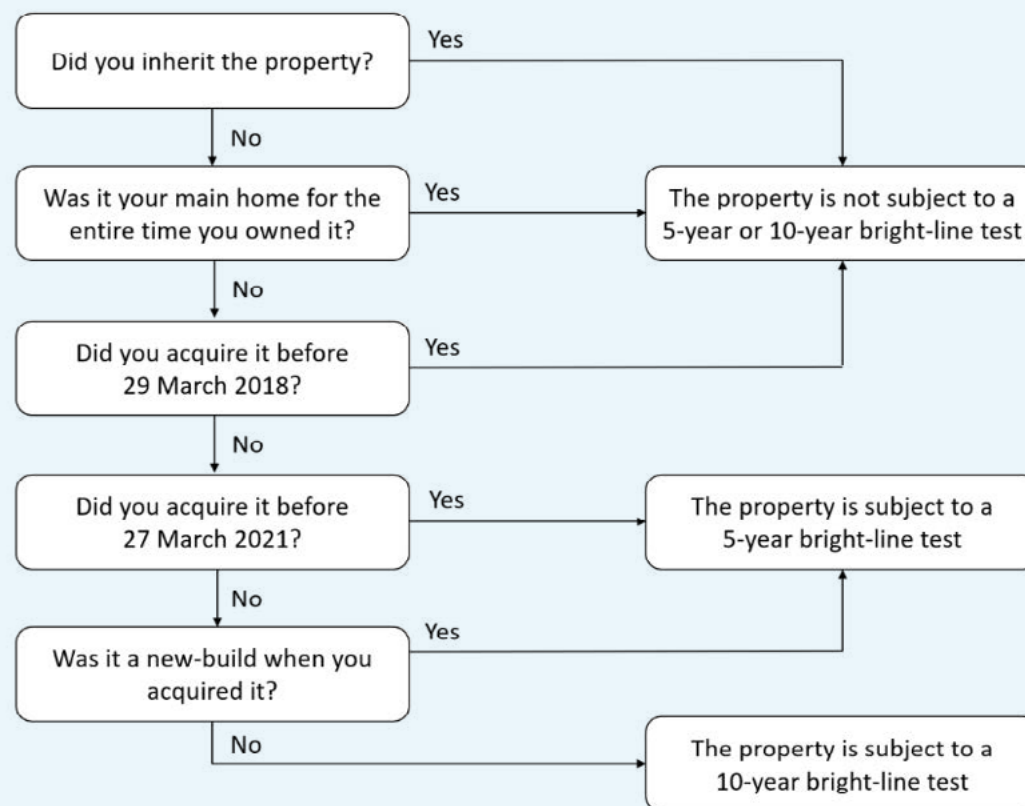 Did you inherit the property?
Yes
No
Was it your main home for the
entire time you owned it?
Yes
The property is not subject to a
5-year or 10-year bright-line test
No
Did you acquire it before
29 March 2018?
Yes
No
Did you acquire it before
27 March 2021?
Yes
The property is subject to a
5-year bright-line test
No
Was it a new-build when you
acquired it?
Yes
No
The property is subject to a
10-year bright-line test